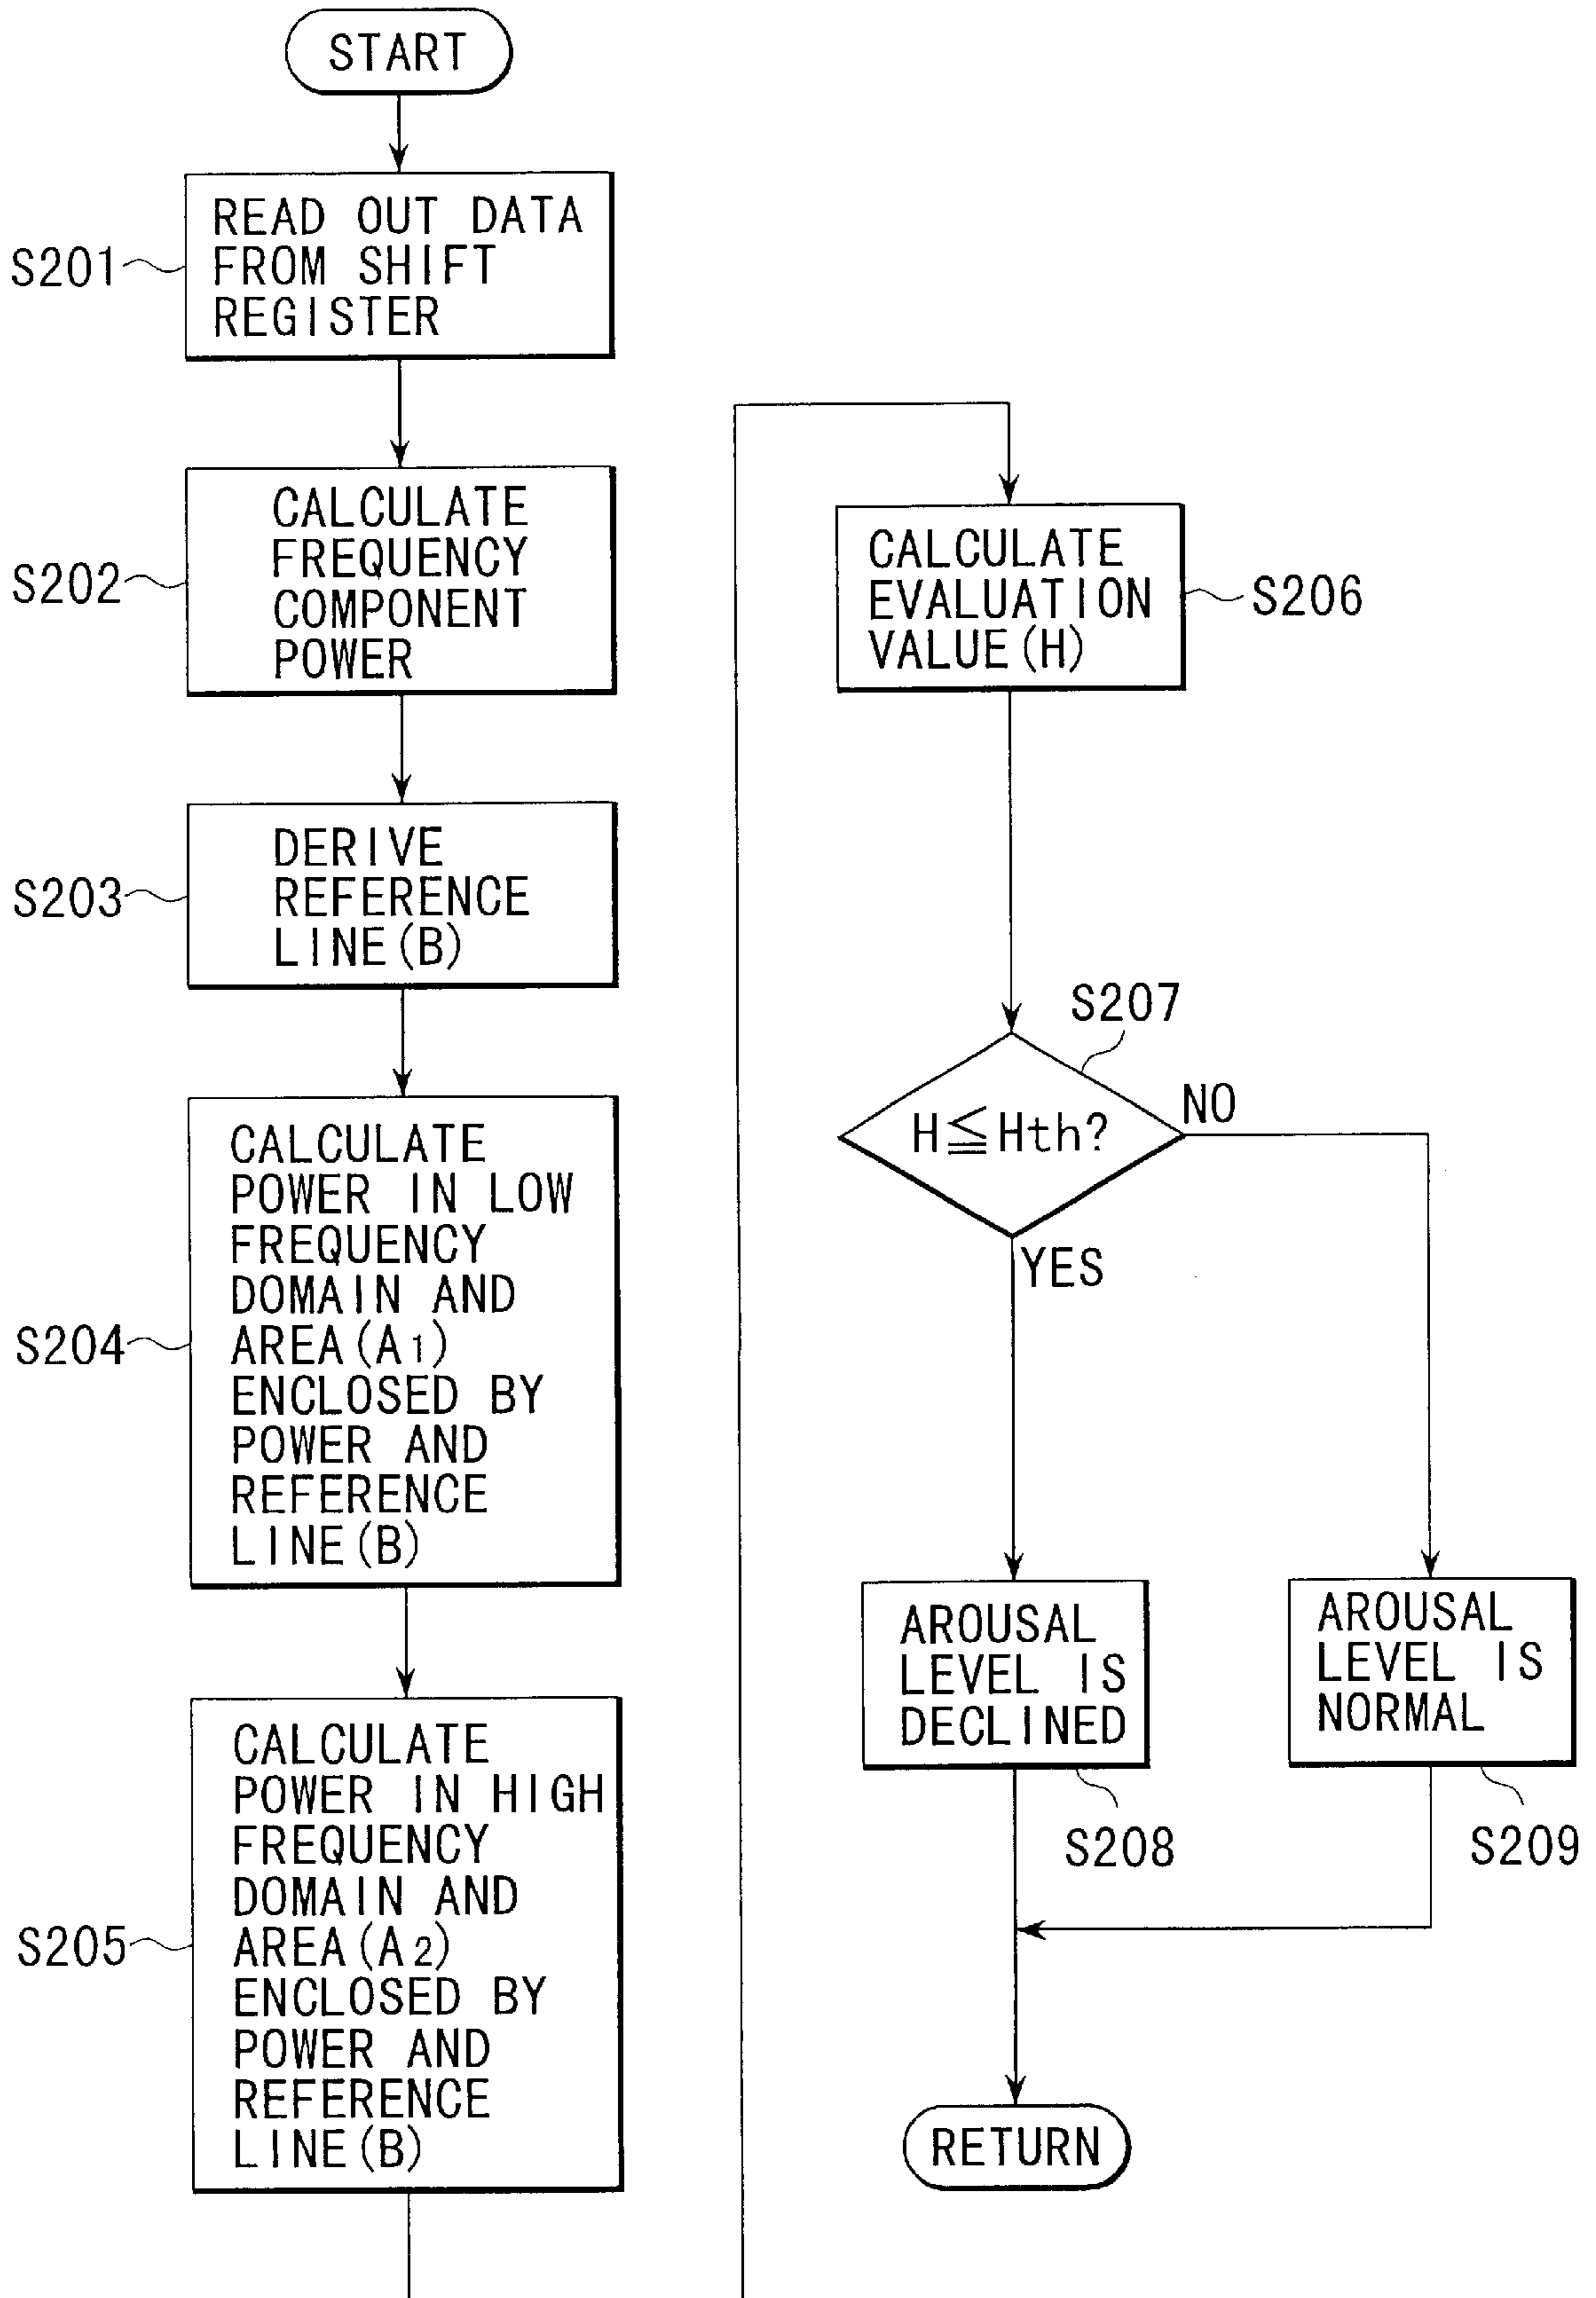 START
S201
READ OUT DATA
FROM SHIFT
REGISTER
S202
CALCULATE
FREQUENCY
COMPONENT
POWER
S203
DERIVE
REFERENCE
LINE(B)
S204
CALCULATE
POWER IN LOW
FREQUENCY
DOMAIN AND
AREA(A1)
ENCLOSED BY
POWER AND
REFERENCE
LINE(B)
S205
CALCULATE
POWER IN HIGH
FREQUENCY
DOMAIN AND
AREA(A2)
ENCLOSED BY
POWER AND
REFERENCE
LINE(B)
CALCULATE
EVALUATION
VALUE(H)
S206
S207
H≦Hth?
NO
YES
AROUSAL
LEVEL IS
DECLINED
S208
AROUSAL
LEVEL IS
NORMAL
S209
RETURN